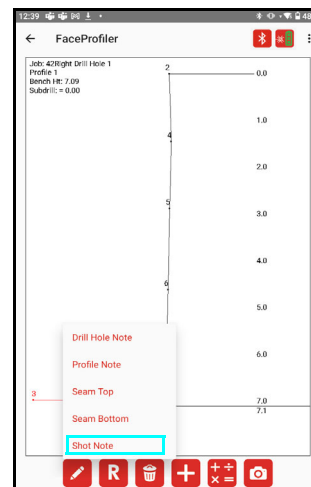 12:39
48
FaceProfiler
Job: 42Right Drill Hole 1
Profile 1
Bench Ht: 7.09
Subdrill: = 0.00
2
0.0
1.0
4
2.0
5
3.0
4.0
6
5.0
6.0
3
7.0
7.1
Drill Hole Note
Profile Note
Seam Top
Seam Bottom
Shot Note
R